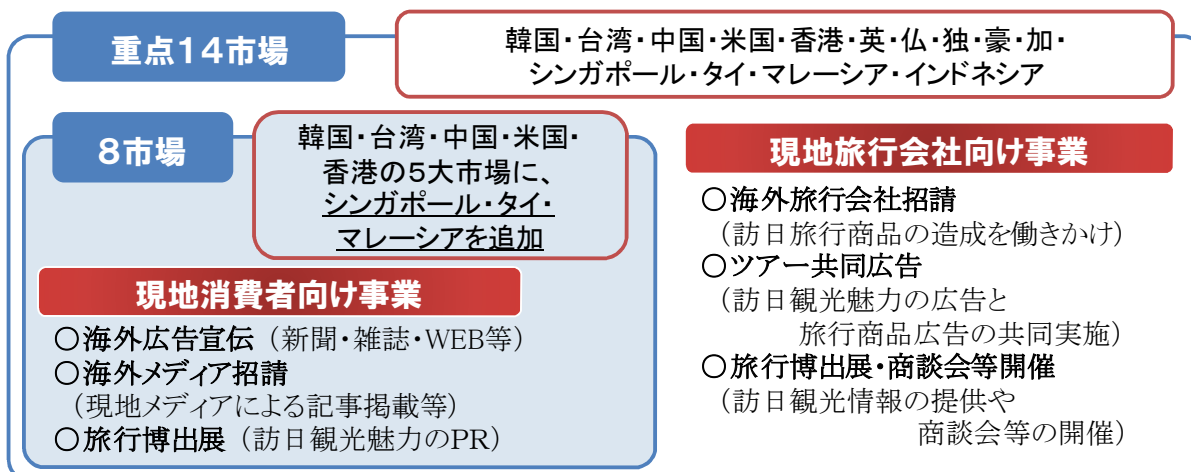 重点14市場
韓国・台湾・中国・米国・香港・英・仏・独・豪・加・
シンガポール・タイ・マレーシア・インドネシア
8市場
韓国・台湾・中国・米国・
香港の5大市場に、
シンガポール・タイ・
マレーシアを追加
現地消費者向け事業
○海外広告宣伝（新聞・雑誌・WEB等）
○海外メディア招請
（現地メディアによる記事掲載等）
○旅行博出展（訪日観光魅力のPR）
現地旅行会社向け事業
○海外旅行会社招請
（訪日旅行商品の造成を働きかけ）
○ツアー共同広告
（訪日観光魅力の広告と
旅行商品広告の共同実施）
○旅行博出展・商談会等開催
（訪日観光情報の提供や
商談会等の開催）